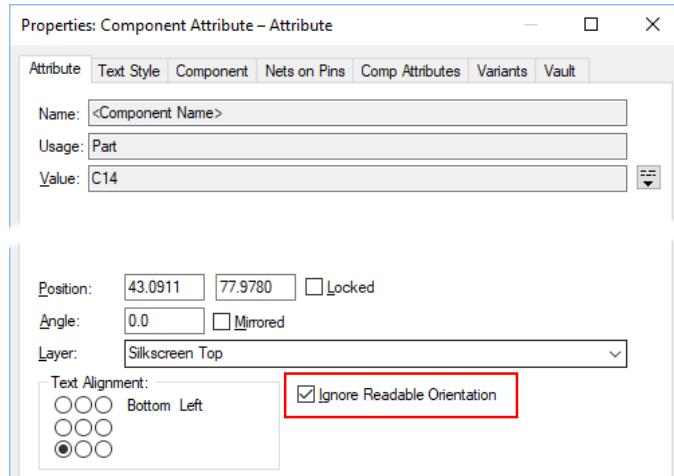 Properties: Component Attribute – Attribute
Attribute Text Style Component Nets on Pins Comp Attributes Variants Vault
Name: <Component Name>
Usage: Part
Value: C14
Position: 43.0911 77.9780 Locked
Angle: 0.0 Mirrored
Layer: Silkscreen Top
Text Alignment:
Bottom Left
Ignore Readable Orientation